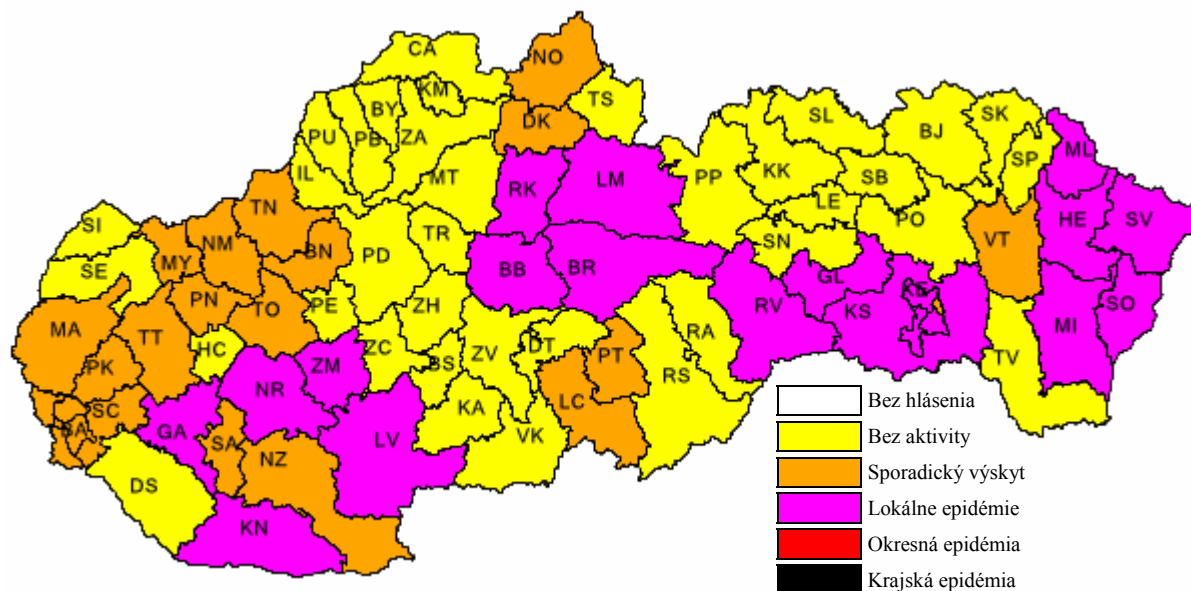 CA
NO
KM
TS
BY
DK
PU
PB
ZA
SL
BJ
SK
SP
ML
IL
MT
RK
LM
PP
KK
SB
LE
PO
HE
SV
SI
TN
NM
MY
BN
TR
PD
SN
VT
SE
BB
BR
GL
PN
TO
PE
ZH
RV
KS
KE
SO
MA
TT
HC
ZC
BS
ZV
DT
PT
RA
MI
PK
NR
ZM
RS
TV
SC
KA
LC
BA
GA
SA
NZ
LV
VK
DS
KN
Bez hlásenia
Bez aktivity
Sporadický výskyt
Lokálne epidémie
Okresná epidémia
Krajská epidémia